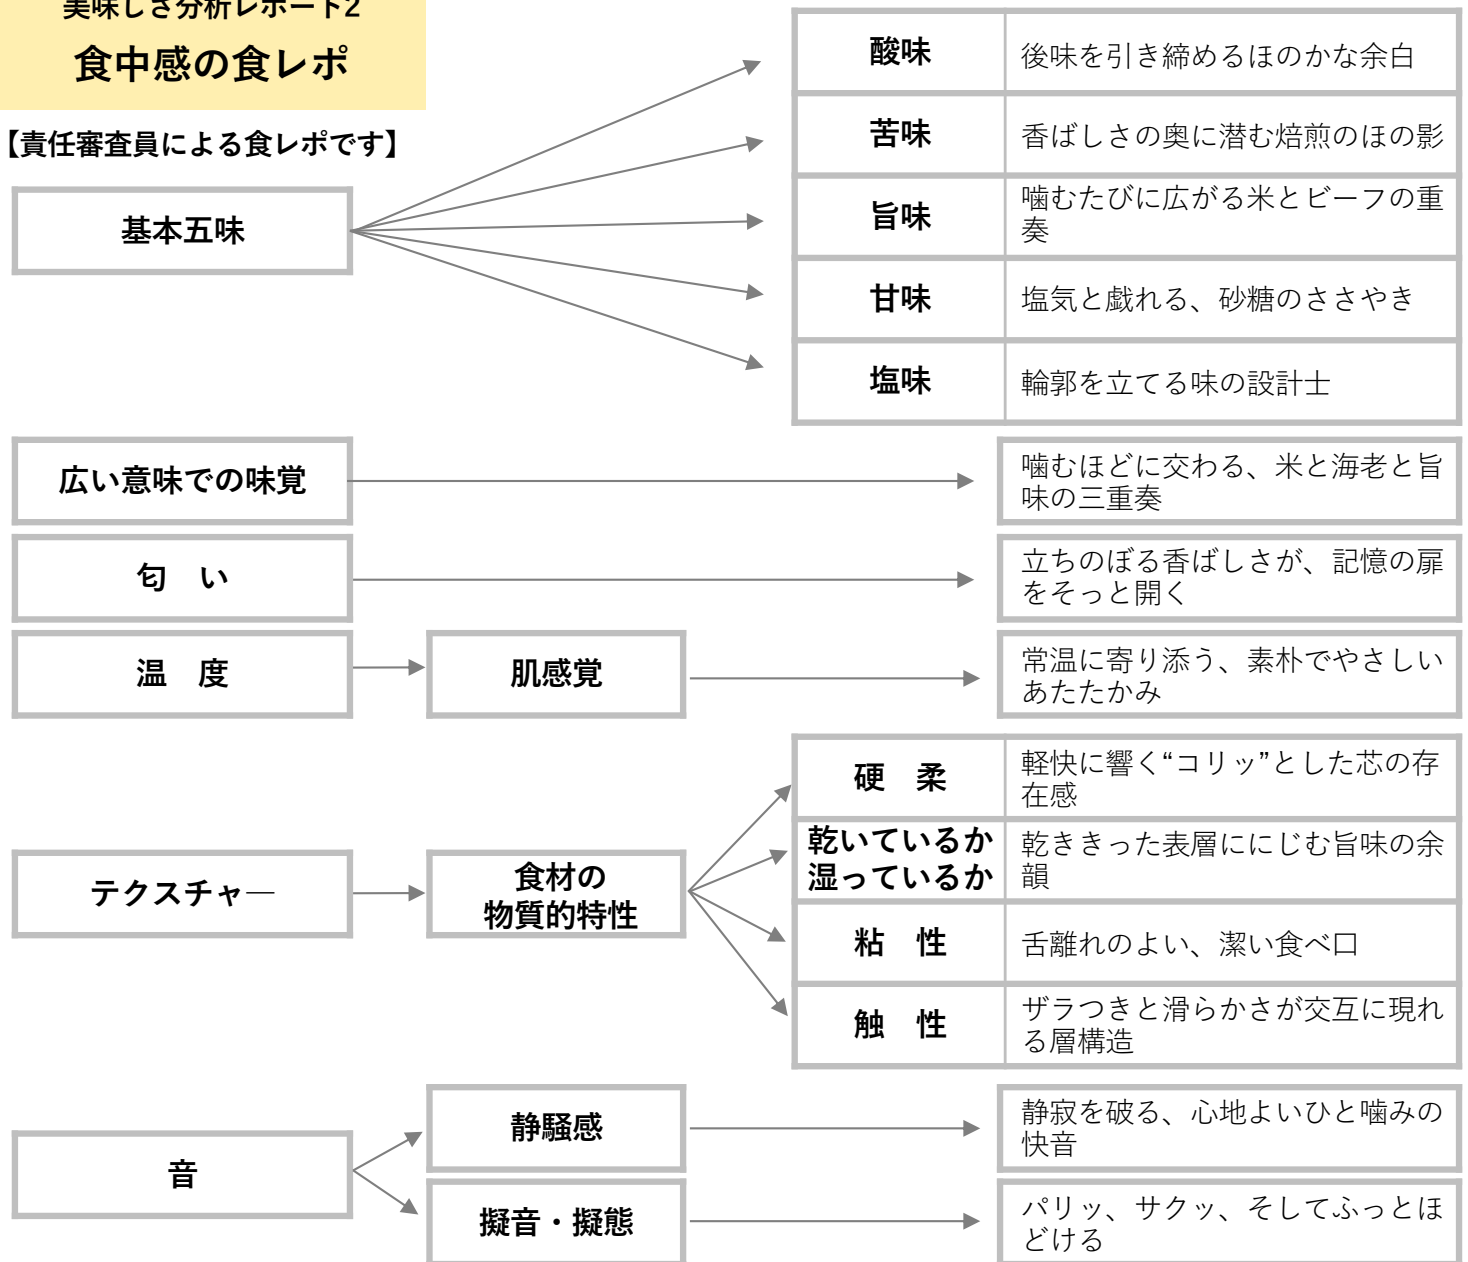 美味しさ分析レポート2
食中感の食レポ
【責任審査員による食レポです】
基本五味
酸味
後味を引き締めるほのかな余白
苦味
香ばしさの奥に潜む焙煎のほの影
旨味
噛むたびに広がる米とビーフの重
奏
甘味
塩気と戯れる、砂糖のささやき
塩味
輪郭を立てる味の設計士
広い意味での味覚
噛むほどに交わる、米と海老と旨
味の三重奏
匂　い
立ちのぼる香ばしさが、記憶の扉
をそっと開く
温　度
肌感覚
常温に寄り添う、素朴でやさしい
あたたかみ
テクスチャ―
食材の
物質的特性
硬　柔
軽快に響く“コリッ”とした芯の存
在感
乾いているか
湿っているか
乾ききった表層ににじむ旨味の余
韻
粘　性
舌離れのよい、潔い食べ口
触　性
ザラつきと滑らかさが交互に現れ
る層構造
音
静騒感
静寂を破る、心地よいひと噛みの
快音
擬音・擬態
パリッ、サクッ、そしてふっとほ
どける